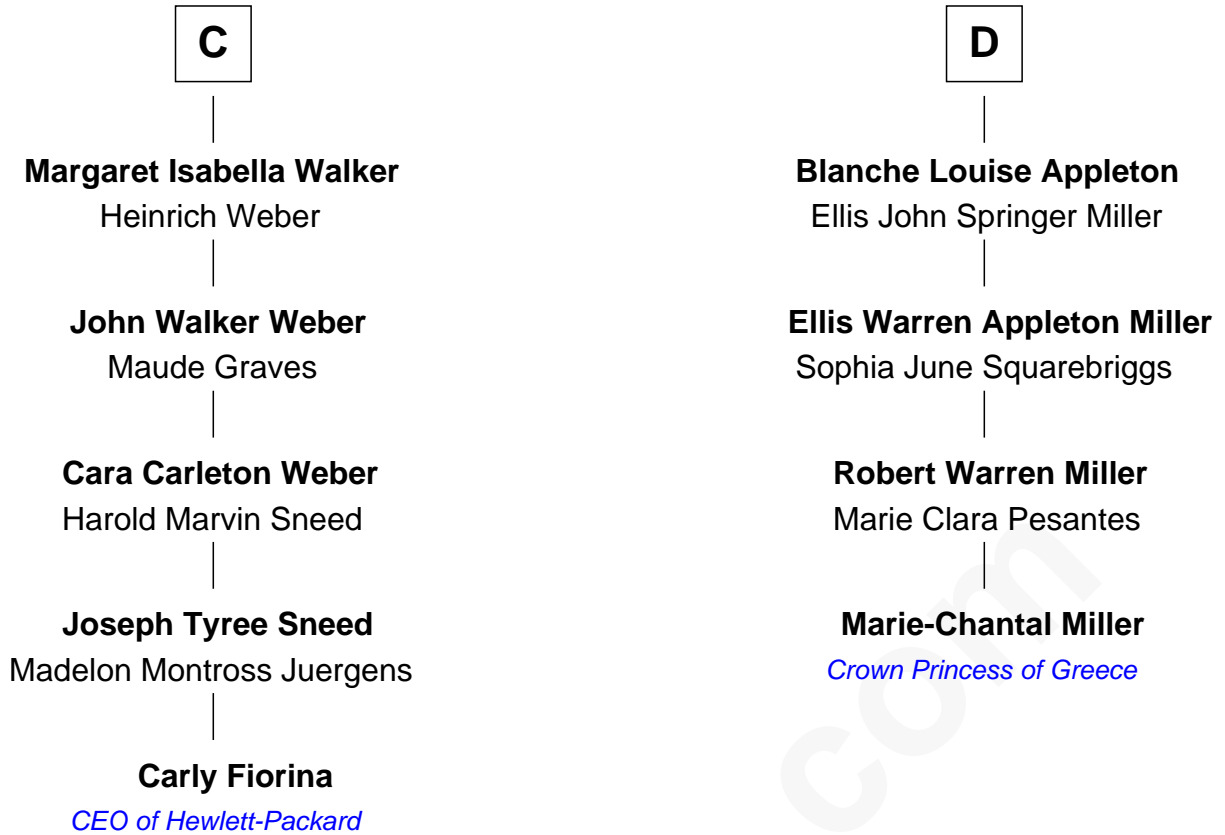 C
Margaret Isabella Walker
Heinrich Weber
John Walker Weber
Maude Graves
Cara Carleton Weber
Harold Marvin Sneed
Joseph Tyree Sneed
Madelon Montross Juergens
Carly Fiorina
CEO of Hewlett-Packard
D
Blanche Louise Appleton
Ellis John Springer Miller
Ellis Warren Appleton Miller
Sophia June Squarebriggs
Robert Warren Miller
Marie Clara Pesantes
Marie-Chantal Miller
Crown Princess of Greece
com